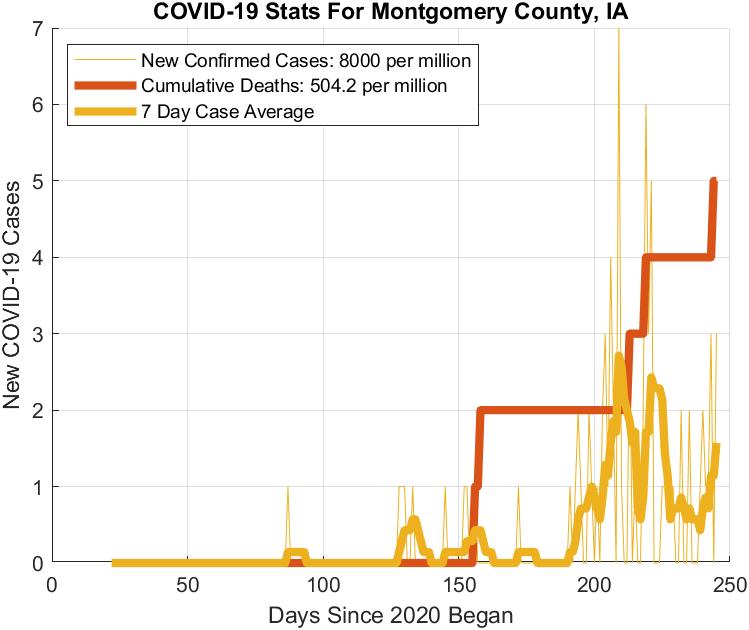 COVID-19 Stats For Montgomery County, IA
New Confirmed Cases: 8000 per million
Cumulative Deaths: 504.2 per million
7 Day Case Average
New COVID-19 Cases
7
6
5
4
3
2
1
0
0 50 100 150 200 250
Days Since 2020 Began